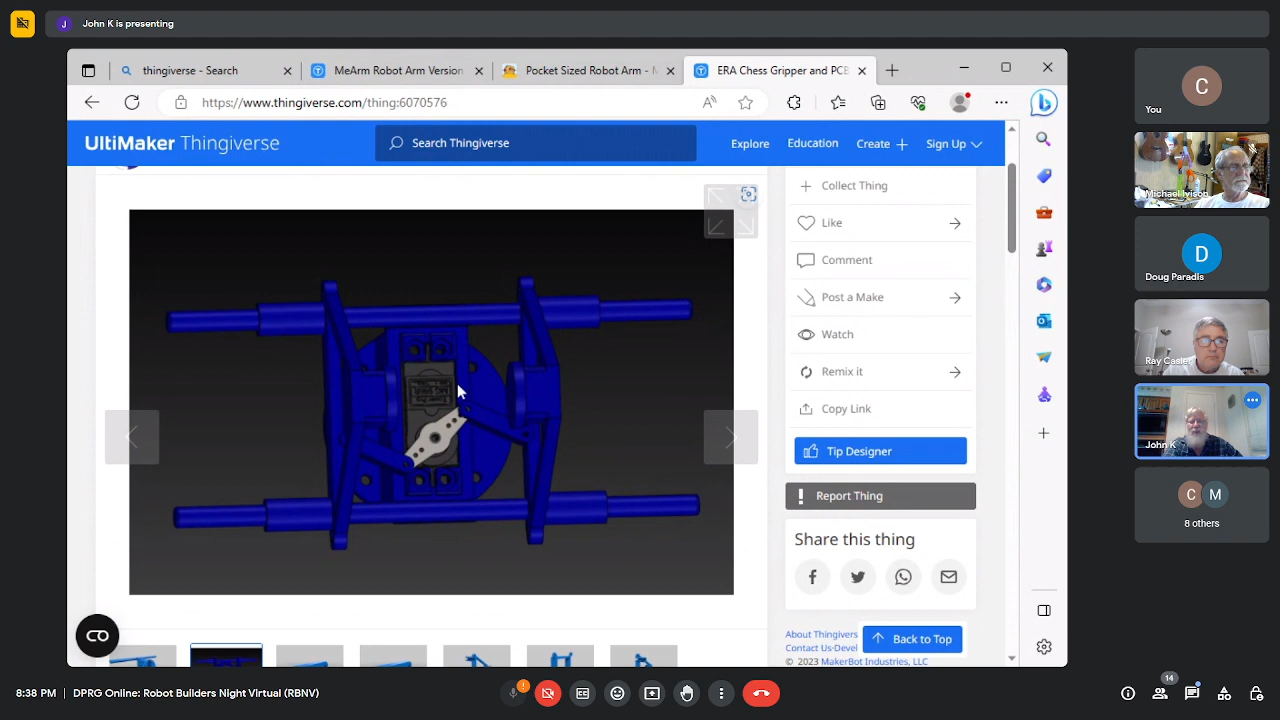 J
John K is presenting
thingiverse - Search
MeArm Robot Arm Version
Pocket Sized Robot Arm - M
ERA Chess Gripper and PCB
https://www.thingiverse.com/thing:6070576
UltiMaker Thingiverse
Search Thingiverse
Explore
Education
Create
Sign Up
Collect Thing
Like
Comment
Post a Make
Watch
Remix it
Copy Link
Tip Designer
Report Thing
Share this thing
About Thingivers
Contact Us·Devel
© 2023 MakerBot Industries, LLC
Back to Top
C
You
Michael Ivison
D
Doug Paradis
Ray Casler
John K
C
M
8 others
8:38 PM | DPRG Online: Robot Builders Night Virtual (RBNV)
14